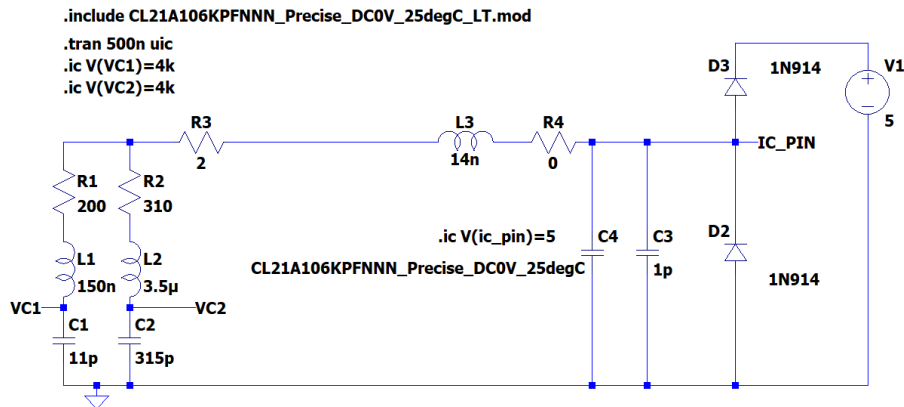 .include CL21A106KPFNNN_Precise_DC0V_25degC_LT.mod
.tran 500n uic
.ic V(VC1)=4k
.ic V(VC2)=4k
D3
1N914
V1
5
R3
2
L3
14n
R4
0
IC_PIN
R1
200
R2
310
L1
150n
L2
3.5µ
.ic V(ic_pin)=5
C4
CL21A106KPFNNN_Precise_DC0V_25degC
C3
1p
D2
1N914
VC1
VC2
C1
11p
C2
315p